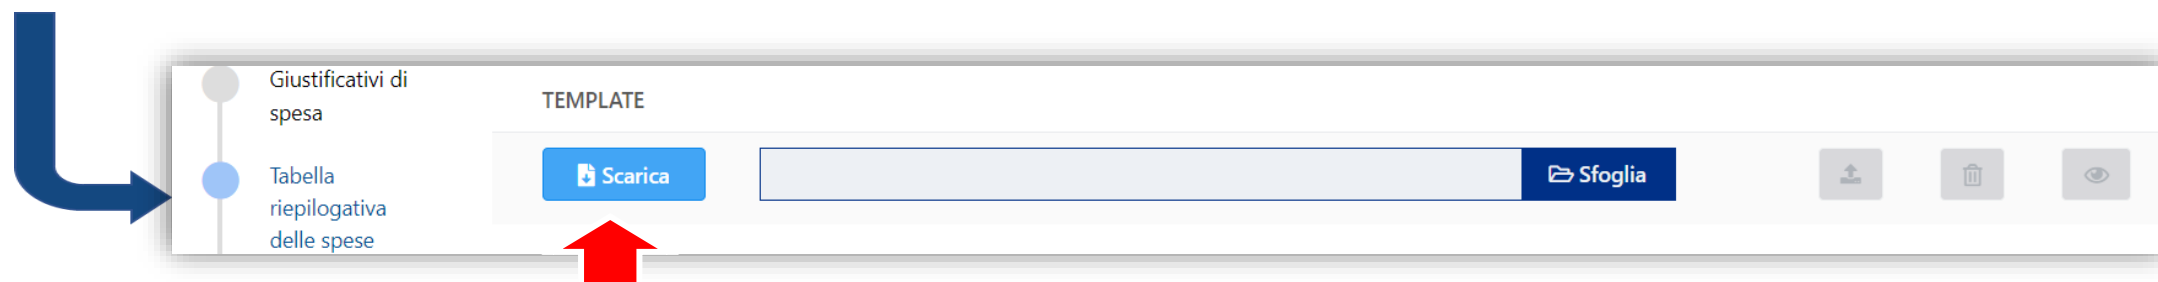 Giustificativi di
spesa
TEMPLATE
Tabella
riepilogativa
delle spese
Scarica
Sfoglia